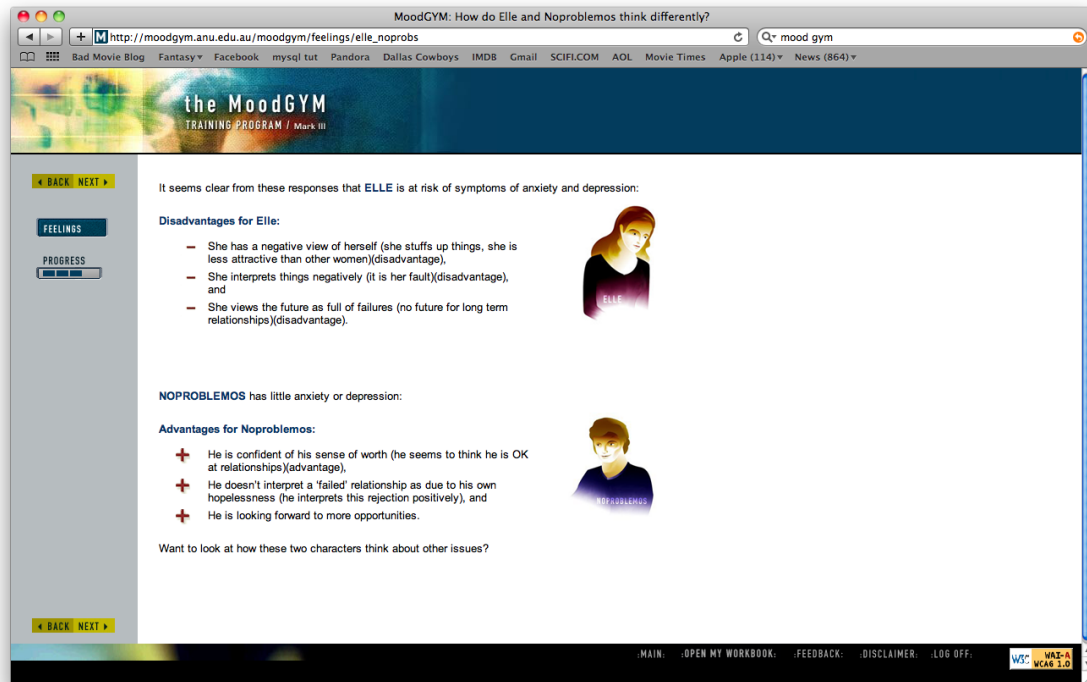 MoodGYM: How do Elle and Noproblemos think differently?
http://moodgym.anu.edu.au/moodgym/feelings/elle_noprobs
mood gym
Bad Movie Blog Fantasy Facebook mysql tut Pandora Dallas Cowboys IMDB Gmail SCIFI.COM AOL Movie Times Apple (114) News (864)
the MoodGYM
TRAINING PROGRAM / Mark III
BACK NEXT
FEELINGS
PROGRESS
It seems clear from these responses that ELLE is at risk of symptoms of anxiety and depression:
Disadvantages for Elle:
– She has a negative view of herself (she stuffs up things, she is
less attractive than other women)(disadvantage),
– She interprets things negatively (it is her fault)(disadvantage),
and
– She views the future as full of failures (no future for long term
relationships)(disadvantage).
ELLE
NOPROBLEMOS has little anxiety or depression:
Advantages for Noproblemos:
+ He is confident of his sense of worth (he seems to think he is OK
at relationships)(advantage),
+ He doesn't interpret a 'failed' relationship as due to his own
hopelessness (he interprets this rejection positively), and
+ He is looking forward to more opportunities.
NOPROBLEMOS
Want to look at how these two characters think about other issues?
BACK NEXT
:MAIN: :OPEN MY WORKBOOK: :FEEDBACK: :DISCLAIMER: :LOG OFF:
W3C WAI-A
WCAG 1.0